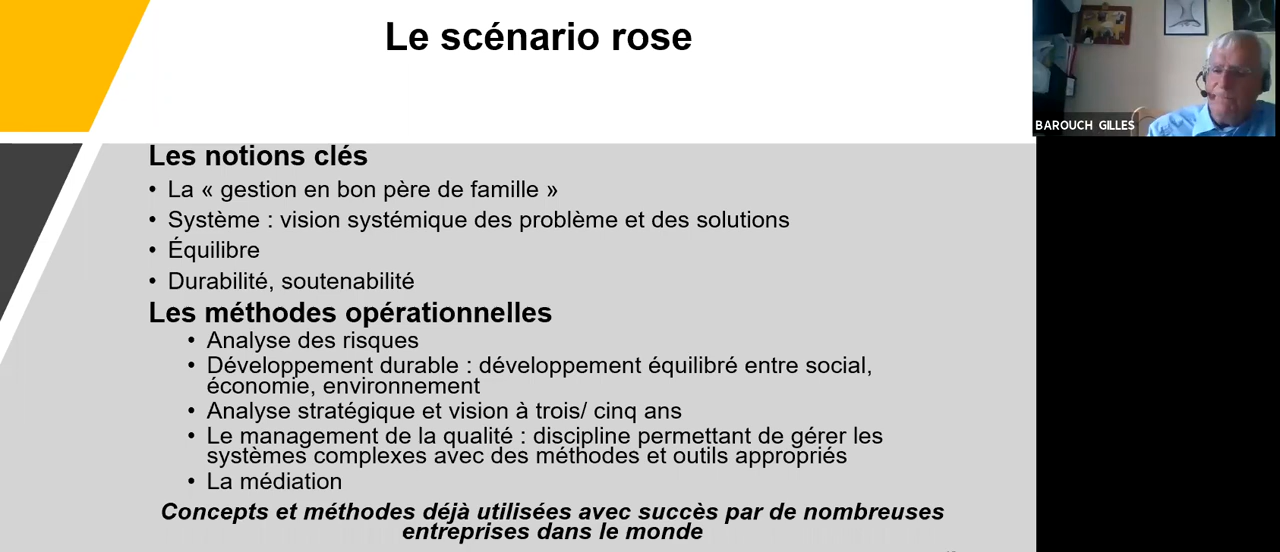 Le scénario rose
BAROUCH GILLES
Les notions clés
• La « gestion en bon père de famille »
• Système : vision systémique des problème et des solutions
• Équilibre
• Durabilité, soutenabilité
Les méthodes opérationnelles
• Analyse des risques
• Développement durable : développement équilibré entre social,
économie, environnement
• Analyse stratégique et vision à trois/ cinq ans
• Le management de la qualité : discipline permettant de gérer les
systèmes complexes avec des méthodes et outils appropriés
• La médiation
Concepts et méthodes déjà utilisées avec succès par de nombreuses
entreprises dans le monde